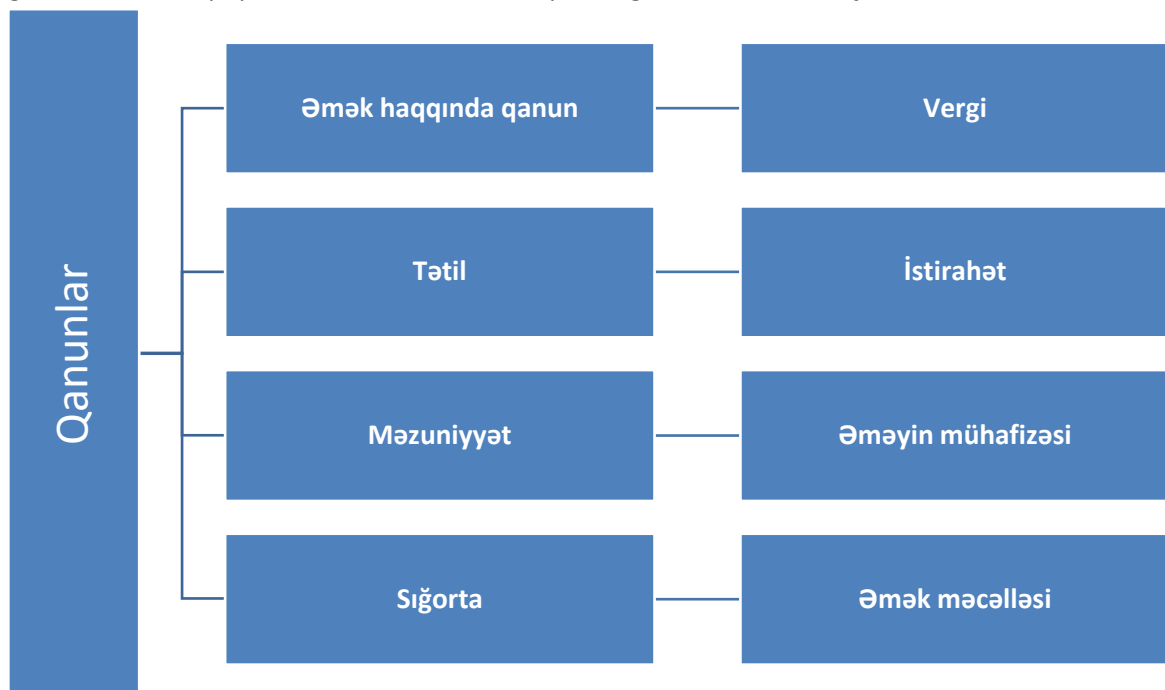 Qanunlar
Əmək haqqında qanun
Vergi
Tətil
İstirahət
Məzuniyyət
Əməyin mühafizəsi
Sığorta
Əmək məcəlləsi